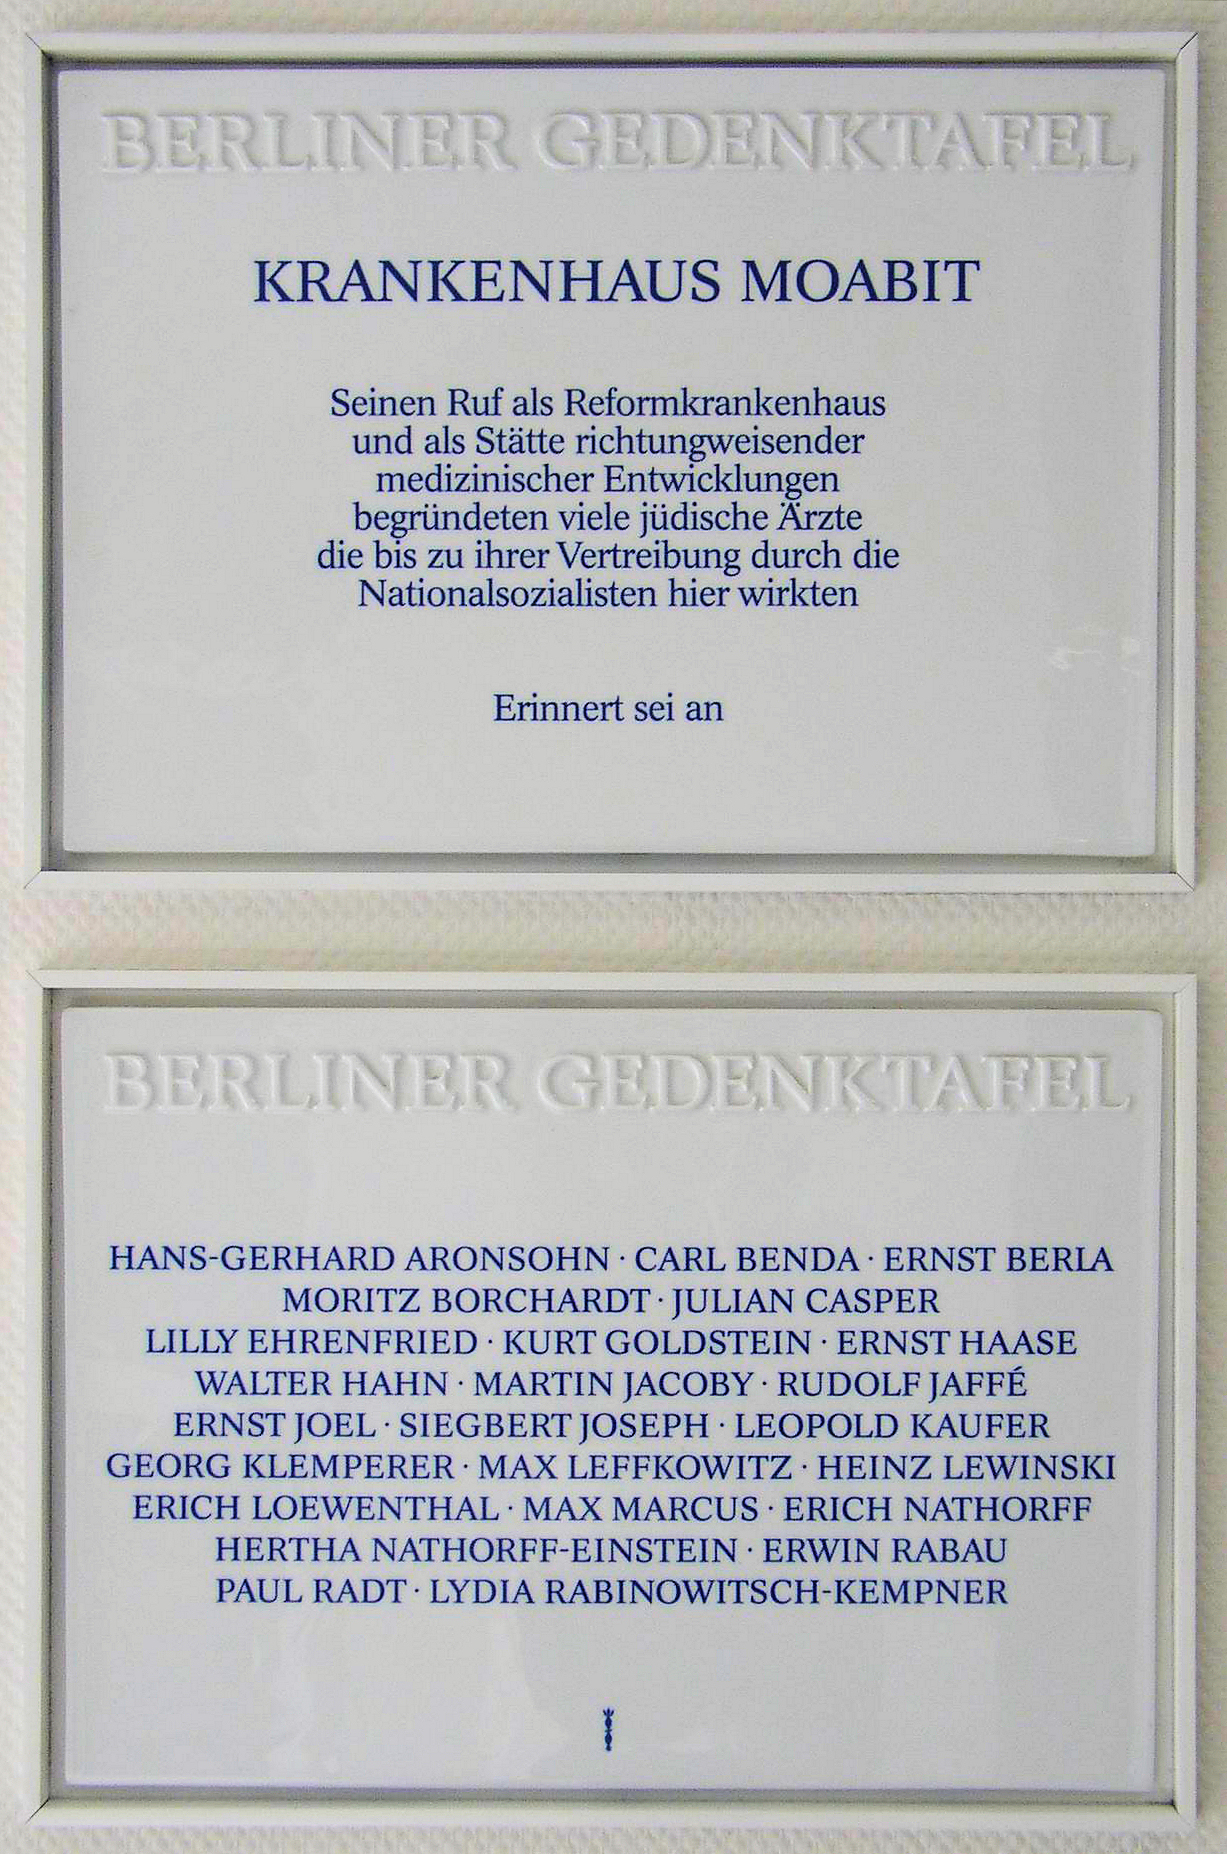 BERLINER GEDENKTAFEL
KRANKENHAUS MOABIT
Seinen Ruf als Reformkrankenhaus
und als Stätte richtungweisender
medizinischer Entwicklungen
begründeten viele jüdische Ärzte
die bis zu ihrer Vertreibung durch die
Nationalsozialisten hier wirkten
Erinnert sei an
BERLINER GEDENKTAFEL
HANS-GERHARD ARONSOHN · CARL BENDA · ERNST BERLA
MORITZ BORCHARDT · JULIAN CASPER
LILLY EHRENFRIED · KURT GOLDSTEIN · ERNST HAASE
WALTER HAHN · MARTIN JACOBY · RUDOLF JAFFÉ
ERNST JOEL · SIEGBERT JOSEPH · LEOPOLD KAUFER
GEORG KLEMPERER · MAX LEFFKOWITZ · HEINZ LEWINSKI
ERICH LOEWENTHAL · MAX MARCUS · ERICH NATHORFF
HERTHA NATHORFF-EINSTEIN · ERWIN RABAU
PAUL RADT · LYDIA RABINOWITSCH-KEMPNER